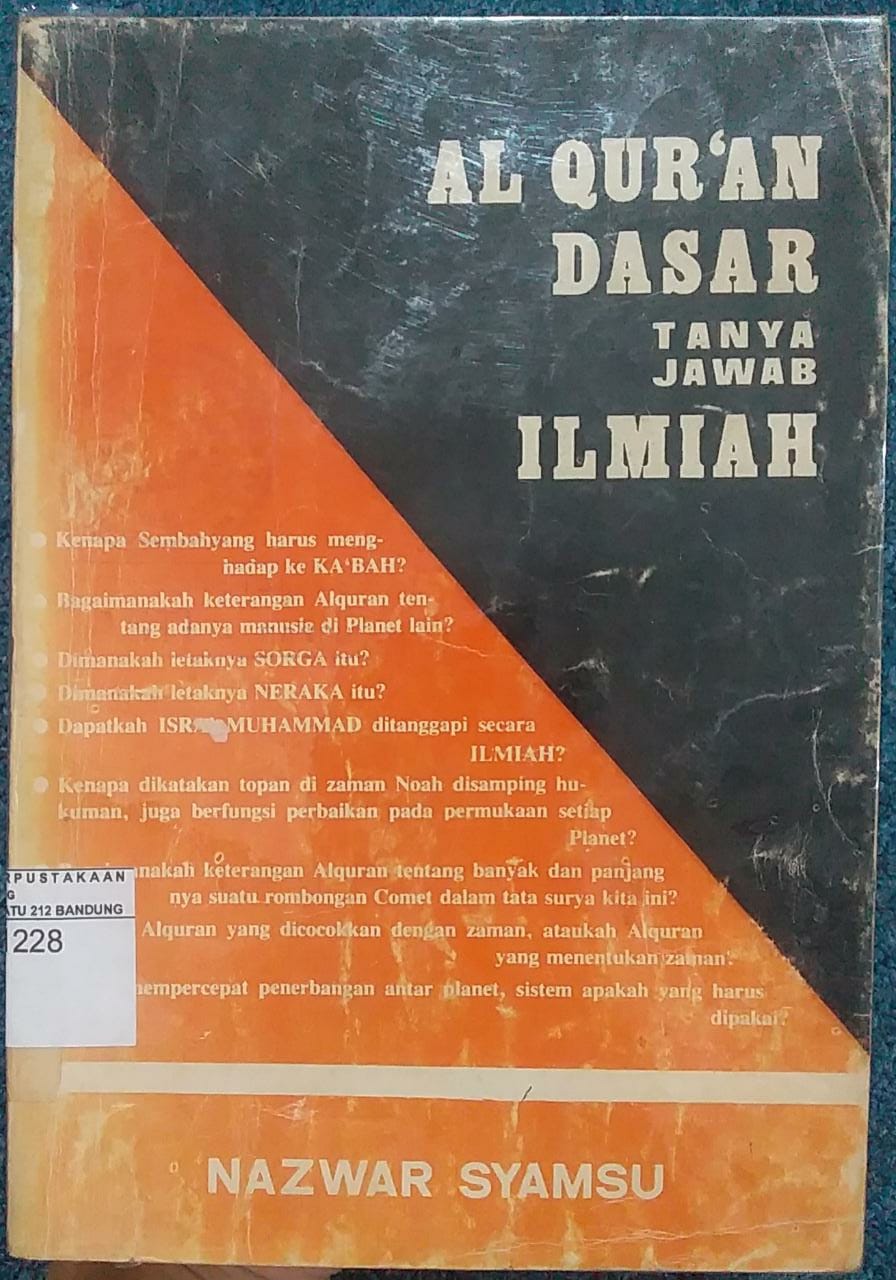 AL QUR'AN
DASAR
TANYA
JAWAB
ILMIAH
Kenapa Sembahyang harus meng-
hadap ke KA'BAH?
Bagaimanakah keterangan Alquran ten-
tang adanya manusia di Planet lain?
Dimanakah letaknya SORGA itu?
Dimanakah letaknya NERAKA itu?
Dapatkah MUHAMMAD ditanggapi secara
ILMIAH?
Kenapa dikatakan topan di zaman Noah disamping hu-
kuman, juga berfungsi perbaikan pada permukaan setiap
Planet?
keterangan Alquran tentang banyak dan panjang
nya suatu rombongan Comet dalam tata surya kita ini?
Alquran yang dicocokkan dengan zaman, ataukah Alquran
yang menentukan zaman?
empercepat penerbangan antar planet, sistem apakah yang harus
dipakai?
RPUSTAKAAN
G
ATU 212 BANDUNG
228
NAZWAR SYAMSU